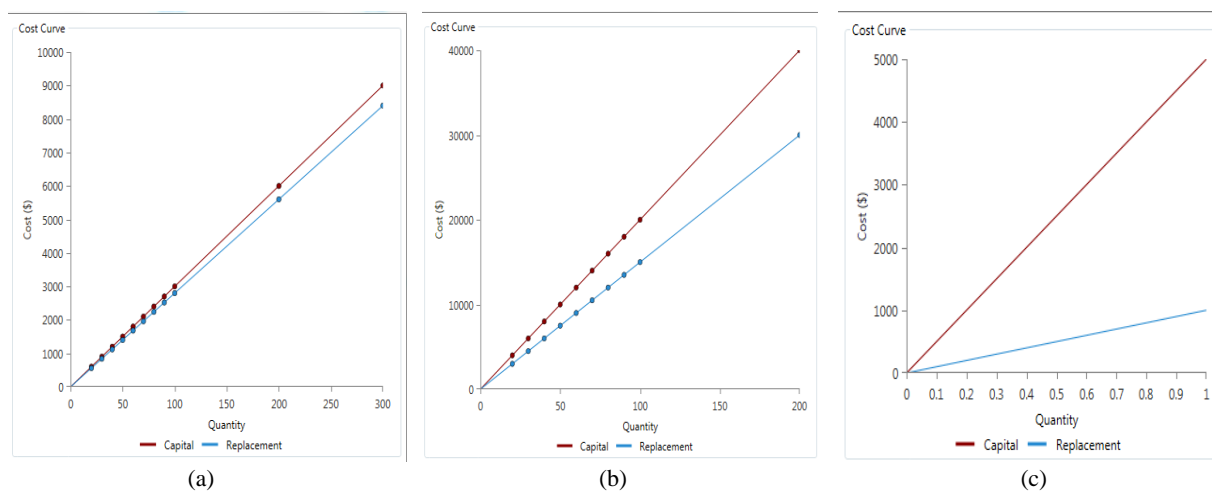 Cost Curve
10000
9000
8000
7000
6000
5000
4000
3000
2000
1000
0
Cost ($)
0 50 100 150 200 250 300
Quantity
Capital Replacement
(a)
Cost Curve
40000
30000
20000
10000
0
Cost ($)
0 50 100 150 200
Quantity
Capital Replacement
(b)
Cost Curve
5000
4000
3000
2000
1000
0
Cost ($)
0 0.1 0.2 0.3 0.4 0.5 0.6 0.7 0.8 0.9 1
Quantity
Capital Replacement
(c)